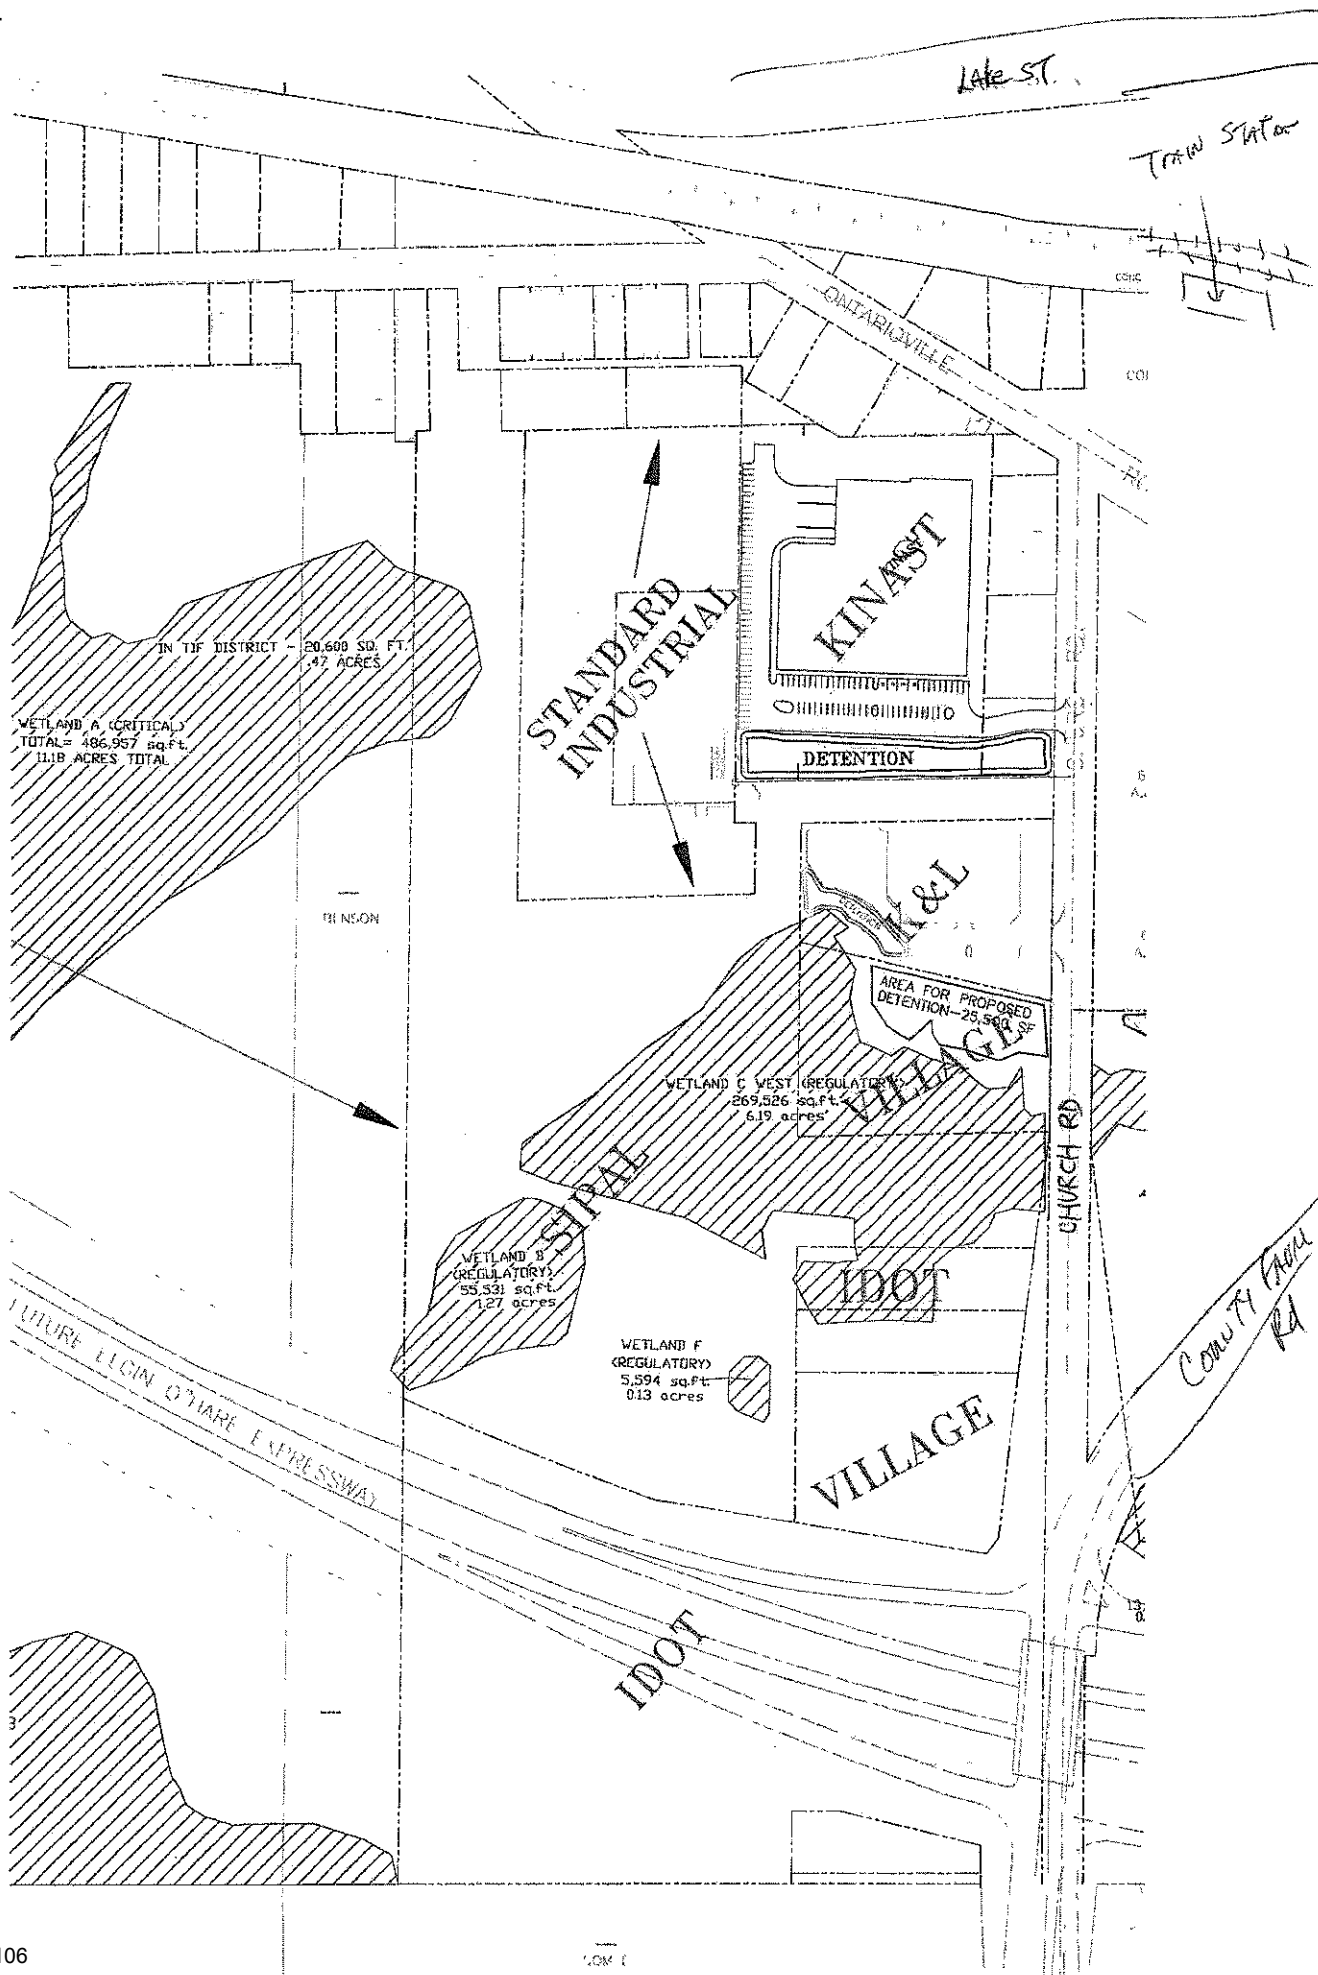 Lake ST.
Train Station
CONC
ONTARIOVILLE
RO.
KINAST
STANDARD
INDUSTRIAL
IN TIF DISTRICT - 20,600 SQ. FT.
.47 ACRES
WETLAND A (CRITICAL)
TOTAL= 486,957 sq.ft.
11.18 ACRES TOTAL
DETENTION
BENSON
K&L
AREA FOR PROPOSED
DETENTION-25,500 SF
VILLAGE
WETLAND C WEST (REGULATORY)
269,526 sq.ft.
6.19 acres
CHURCH RD
SIPAL
WETLAND B
(REGULATORY)
55,531 sq.ft.
1.27 acres
IDOT
COUNTY FARM
Rd
WETLAND F
(REGULATORY)
5,594 sq.ft.
0.13 acres
FUTURE ELGIN O'HARE EXPRESSWAY
VILLAGE
IDOT
106